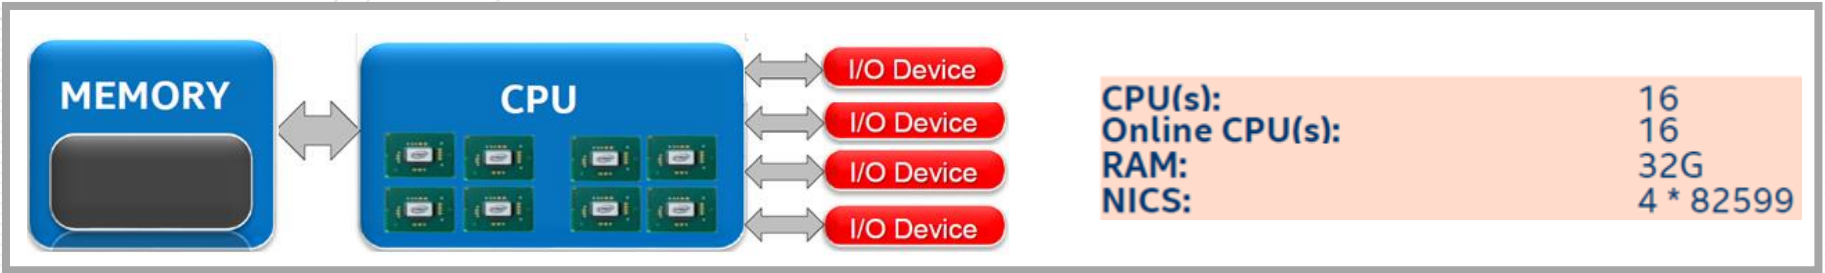 MEMORY
CPU
I/O Device
I/O Device
I/O Device
I/O Device
CPU(s): 16
Online CPU(s): 16
RAM: 32G
NICS: 4 * 82599